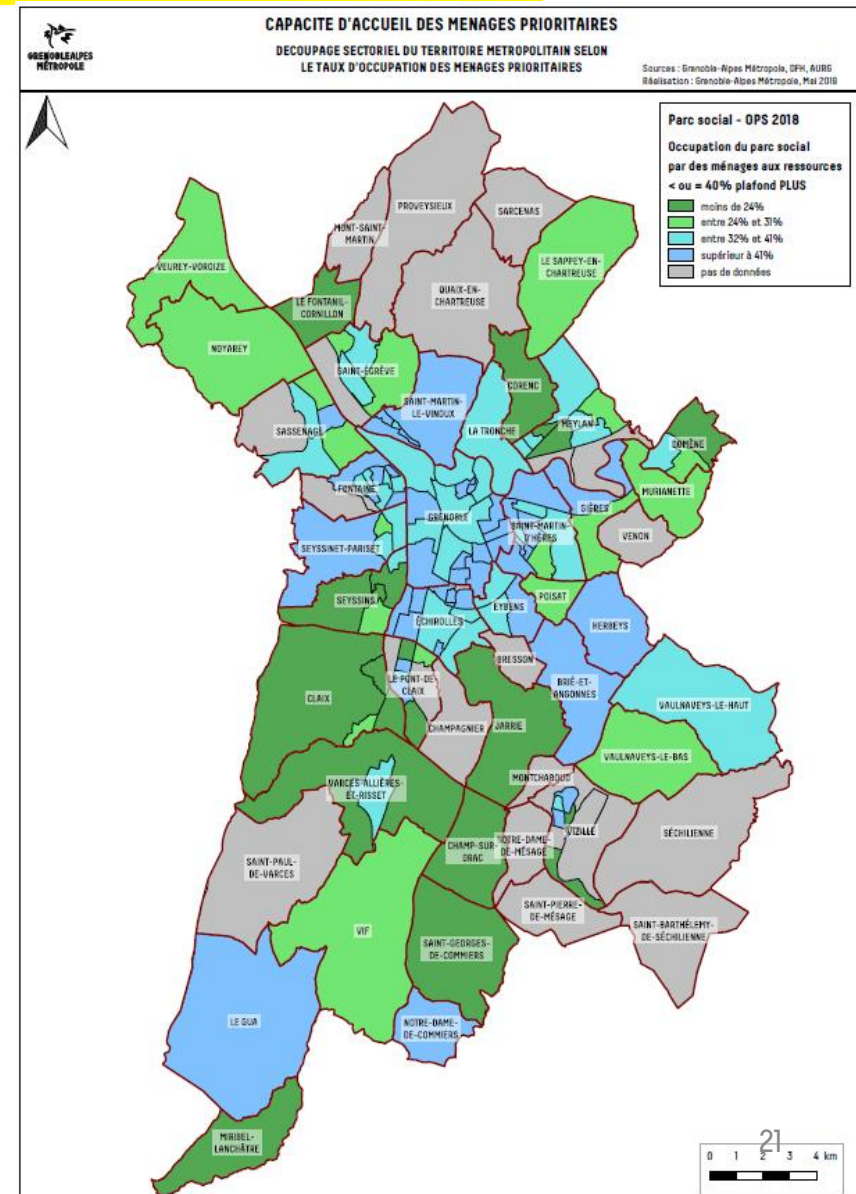 CAPACITE D'ACCUEIL DES MENAGES PRIORITAIRES
DECOUPAGE SECTORIEL DU TERRITOIRE METROPOLITAIN SELON
LE TAUX D'OCCUPATION DES MENAGES PRIORITAIRES
GRENOBLEALPES
MÉTROPOLE
Sources : Grenoble-Alpes Métropole, DFH, AURG
Réalisation : Grenoble-Alpes Métropole, Mai 2018
Parc social - OPS 2018
Occupation du parc social
par des ménages aux ressources
< ou = 40% plafond PLUS
moins de 24%
entre 24% et 31%
entre 32% et 41%
supérieur à 41%
pas de données
PROVEYSIEUX
SARCENAS
MONT-SAINT-
MARTIN
VEUREY-VOROIZE
LE SAPPEY-EN-
CHARTREUSE
QUAIX-EN-
CHARTREUSE
LE FONTANIL-
CORNILLON
NOYAREY
SAINT-ÉGRÈVE
CORENC
SAINT-MARTIN-
LE-VINOUX
LA TRONCHE
MEYLAN
SASSENAGE
DOMÈNE
FONTAINE
MURIANETTE
GIÈRES
GRENOBLE
SAINT-MARTIN-
D'HÈRES
VENON
SEYSSINET-PARISET
SEYSSINS
POISAT
EYBENS
ÉCHIROLLES
HERBEYS
BRESSON
LE PONT-DE-
CLAIX
BRIÉ-ET-
ANGONNES
CLAIX
VAULNAVEYS-LE-HAUT
CHAMPAGNIER
JARRIE
VAULNAVEYS-LE-BAS
MONTCHABOUD
VARCES-ALLIÈRES-
ET-RISSET
VIZILLE
SÉCHILIENNE
CHAMP-SUR-
DRAC
NOTRE-DAME-
DE-MÉSAGE
SAINT-PAUL-
DE-VARCES
SAINT-PIERRE-
DE-MÉSAGE
SAINT-BARTHÉLEMY-
DE-SÉCHILIENNE
VIF
SAINT-GEORGES-
DE-COMMIERS
LE GUA
NOTRE-DAME-
DE-COMMIERS
MIRIBEL-
LANCHÂTRE
21
0 1 2 3 4 km